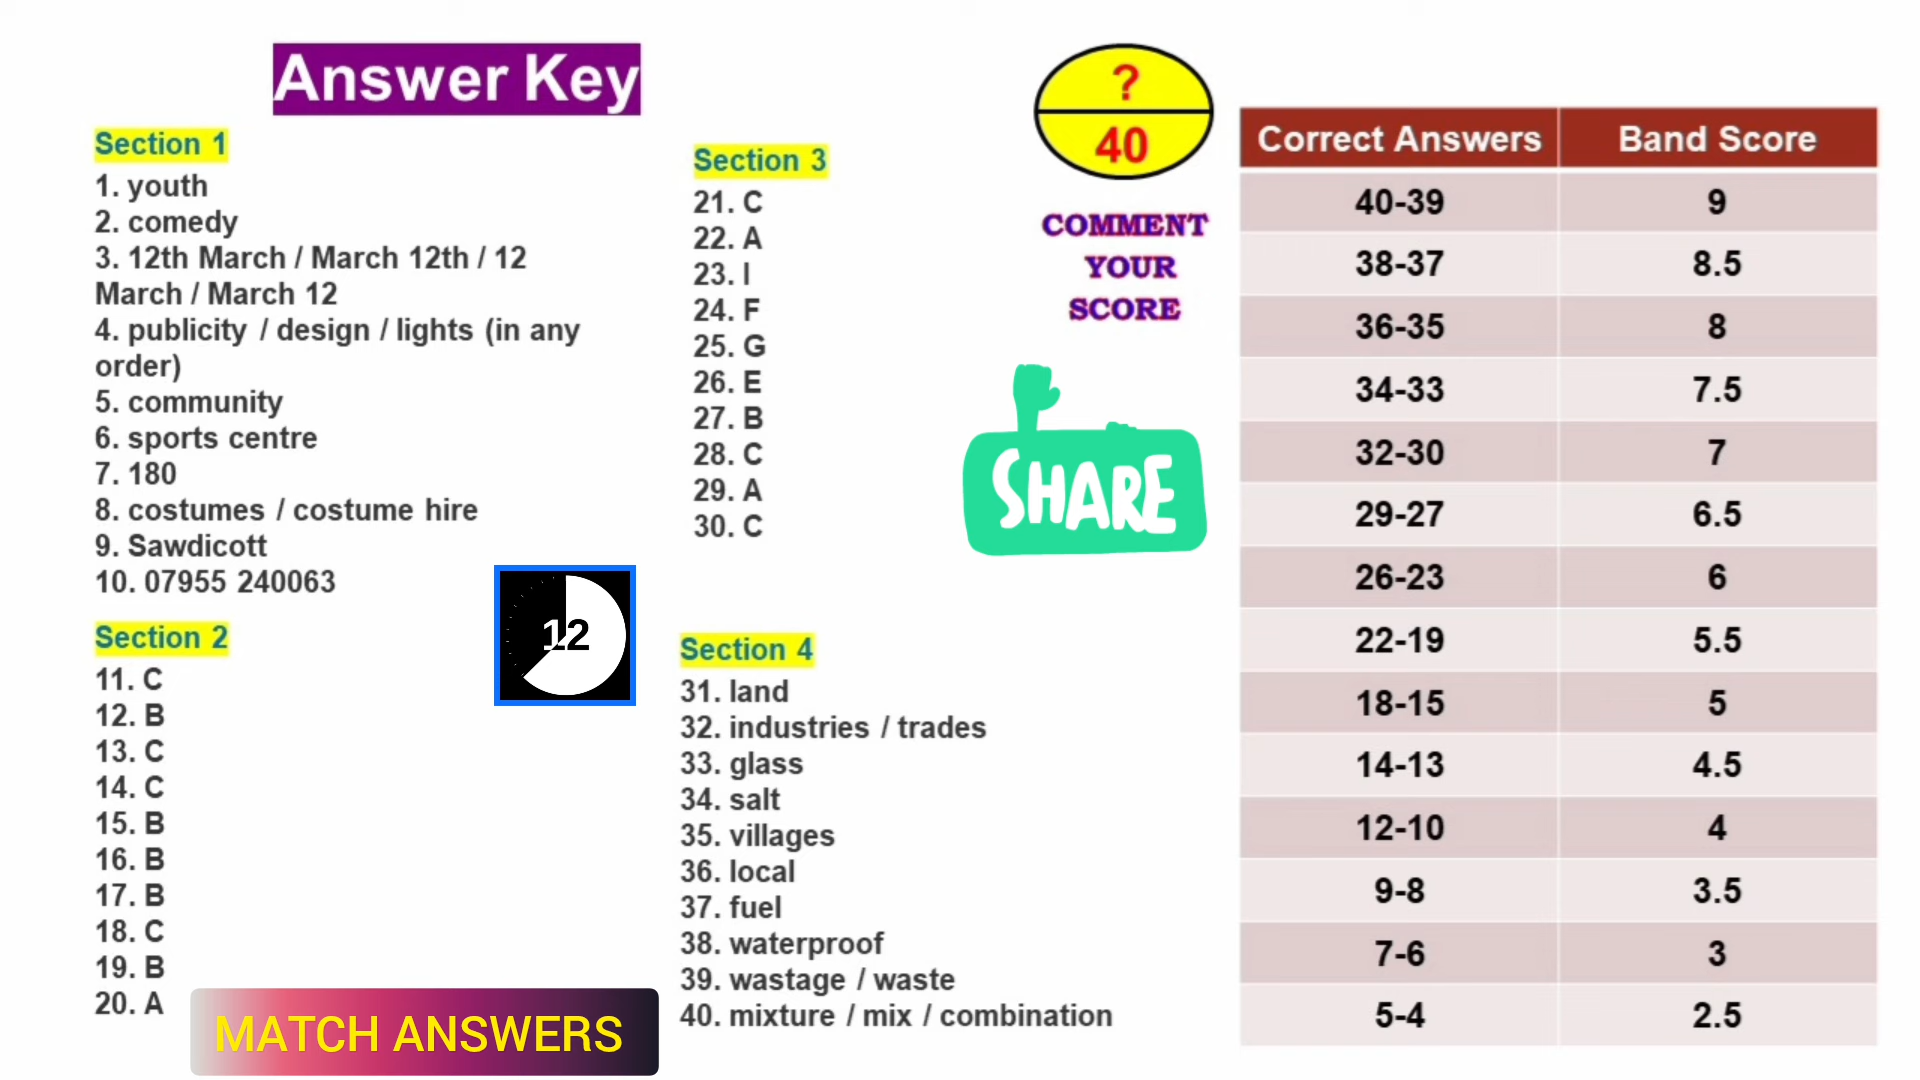 Answer Key
Section 1
1. youth
2. comedy
3. 12th March / March 12th / 12
March / March 12
4. publicity / design / lights (in any
order)
5. community
6. sports centre
7. 180
8. costumes / costume hire
9. Sawdicott
10. 07955 240063
Section 2
11. C
12. B
13. C
14. C
15. B
16. B
17. B
18. C
19. B
20. A
12
MATCH ANSWERS
Section 3
21. C
22. A
23. I
24. F
25. G
26. E
27. B
28. C
29. A
30. C
Section 4
31. land
32. industries / trades
33. glass
34. salt
35. villages
36. local
37. fuel
38. waterproof
39. wastage / waste
40. mixture / mix / combination
?
40
COMMENT
YOUR
SCORE
SHARE
Correct Answers Band Score
40-39 9
38-37 8.5
36-35 8
34-33 7.5
32-30 7
29-27 6.5
26-23 6
22-19 5.5
18-15 5
14-13 4.5
12-10 4
9-8 3.5
7-6 3
5-4 2.5